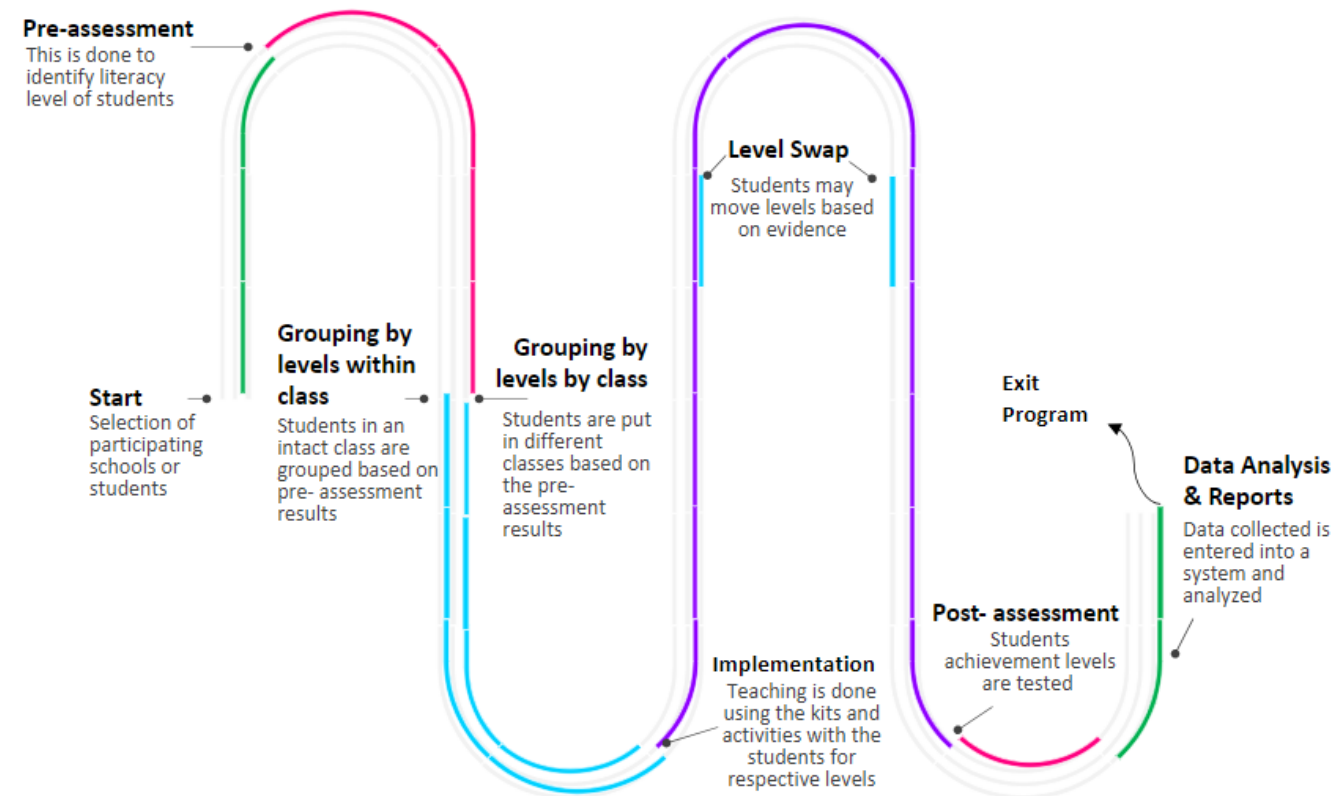 Pre-assessment
This is done to
identify literacy
level of students
Start
Selection of
participating
schools or
students
Grouping by
levels within
class
Students in an
intact class are
grouped based on
pre- assessment
results
Grouping by
levels by class
Students are put
in different
classes based on
the pre-
assessment
results
Level Swap
Students may
move levels based
on evidence
Implementation
Teaching is done
using the kits and
activities with the
students for
respective levels
Post- assessment
Students
achievement levels
are tested
Exit
Program
Data Analysis
& Reports
Data collected is
entered into a
system and
analyzed